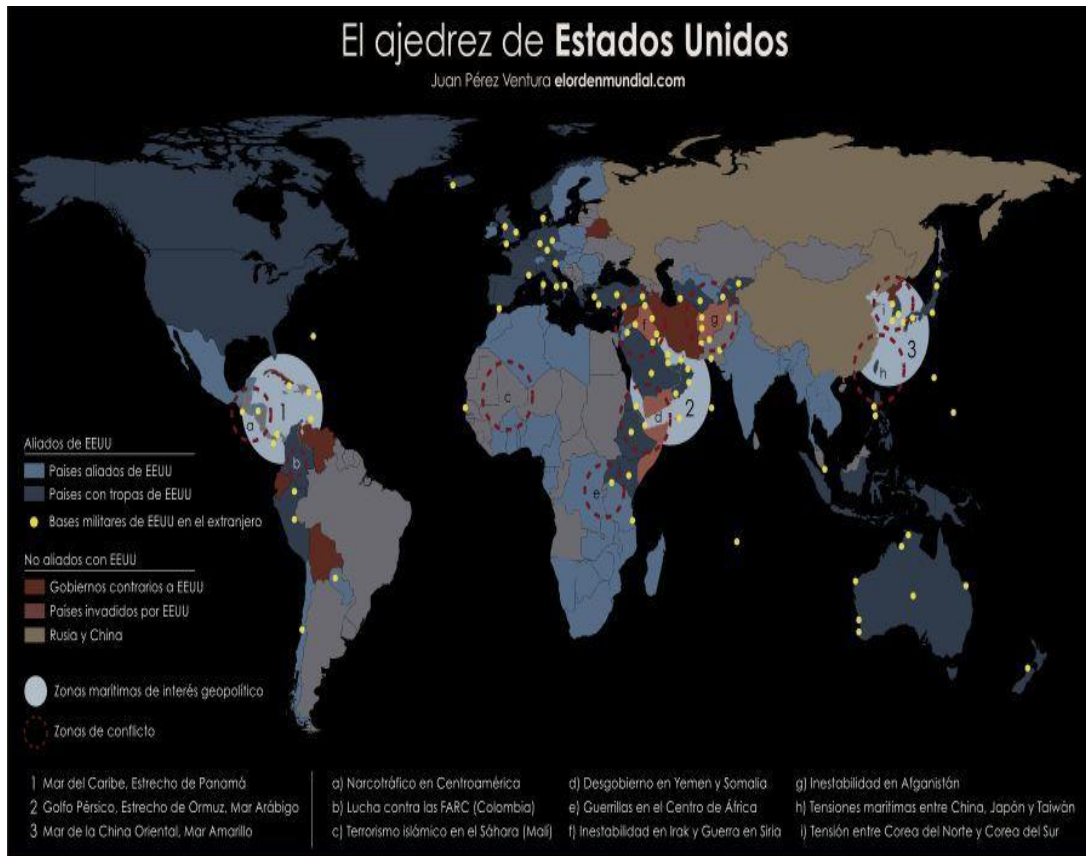 El ajedrez de Estados Unidos
Juan Pérez Ventura elordenmundial.com
Aliados de EEUU
Países aliados de EEUU
Países con tropas de EEUU
Bases militares de EEUU en el extranjero
No aliados con EEUU
Gobiernos contrarios a EEUU
Países invadidos por EEUU
Rusia y China
Zonas marítimas de interés geopolítico
Zonas de conflicto
1
2
3
a
b
c
d
e
f
g
h
i
1 Mar del Caribe, Estrecho de Panamá
2 Golfo Pérsico, Estrecho de Ormuz, Mar Arábigo
3 Mar de la China Oriental, Mar Amarillo
a) Narcotráfico en Centroamérica
b) Lucha contra las FARC (Colombia)
c) Terrorismo islámico en el Sáhara (Malí)
d) Desgobierno en Yemen y Somalia
e) Guerrillas en el Centro de África
f) Inestabilidad en Irak y Guerra en Siria
g) Inestabilidad en Afganistán
h) Tensiones marítimas entre China, Japón y Taiwán
i) Tensión entre Corea del Norte y Corea del Sur